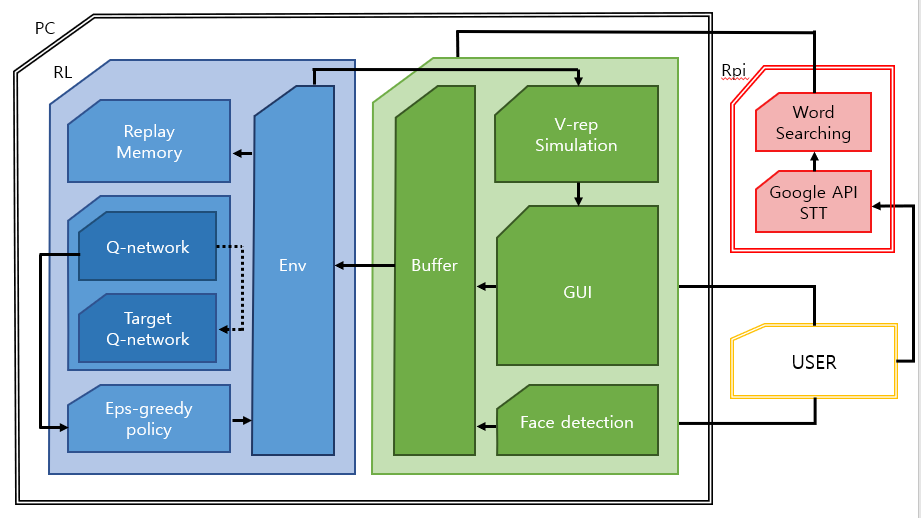 PC
RL
Replay
Memory
Q-network
Target
Q-network
Eps-greedy
policy
Env
Buffer
V-rep
Simulation
GUI
Face detection
Rpi
Word
Searching
Google API
STT
USER